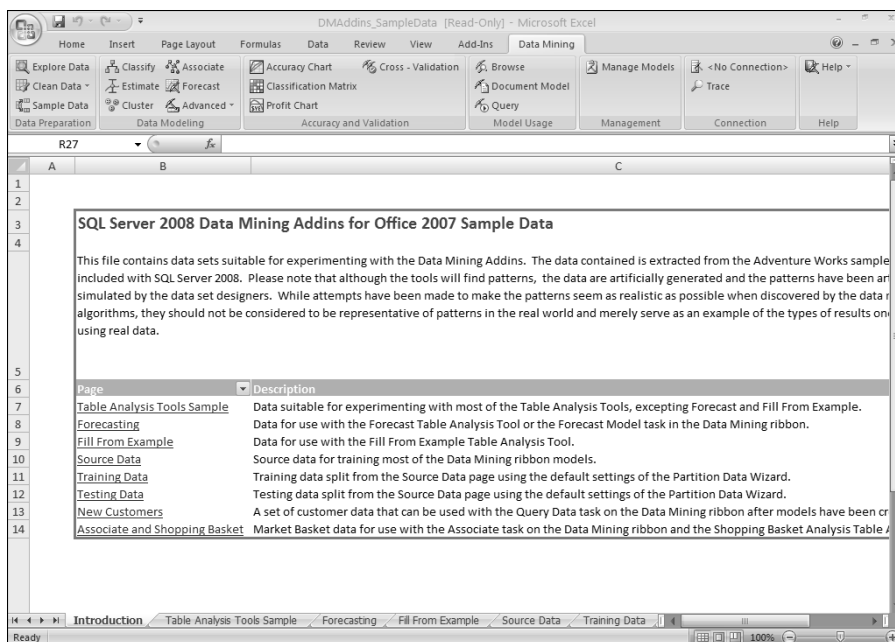 DMAddins_SampleData [Read-Only] - Microsoft Excel
Home Insert Page Layout Formulas Data Review View Add-Ins Data Mining
Explore Data Classify Associate Accuracy Chart Cross - Validation Browse Manage Models <No Connection> Help
Clean Data Estimate Forecast Classification Matrix Document Model Trace
Sample Data Cluster Advanced Profit Chart Query
Data Preparation Data Modeling Accuracy and Validation Model Usage Management Connection Help
R27 fx
A B C
1
2
3 SQL Server 2008 Data Mining Addins for Office 2007 Sample Data
4
This file contains data sets suitable for experimenting with the Data Mining Addins. The data contained is extracted from the Adventure Works sample
included with SQL Server 2008. Please note that although the tools will find patterns, the data are artificially generated and the patterns have been
simulated by the data set designers. While attempts have been made to make the patterns seem as realistic as possible when discovered by the data
algorithms, they should not be considered to be representative of patterns in the real world and merely serve as an example of the types of results
using real data.
5
6 Page Description
7 Table Analysis Tools Sample Data suitable for experimenting with most of the Table Analysis Tools, excepting Forecast and Fill From Example.
8 Forecasting Data for use with the Forecast Table Analysis Tool or the Forecast Model task in the Data Mining ribbon.
9 Fill From Example Data for use with the Fill From Example Table Analysis Tool.
10 Source Data Source data for training most of the Data Mining ribbon models.
11 Training Data Training data split from the Source Data page using the default settings of the Partition Data Wizard.
12 Testing Data Testing data split from the Source Data page using the default settings of the Partition Data Wizard.
13 New Customers A set of customer data that can be used with the Query Data task on the Data Mining ribbon after models have been
14 Associate and Shopping Basket Market Basket data for use with the Associate task on the Data Mining ribbon and the Shopping Basket Analysis Table
Introduction Table Analysis Tools Sample Forecasting Fill From Example Source Data Training Data
Ready 100%